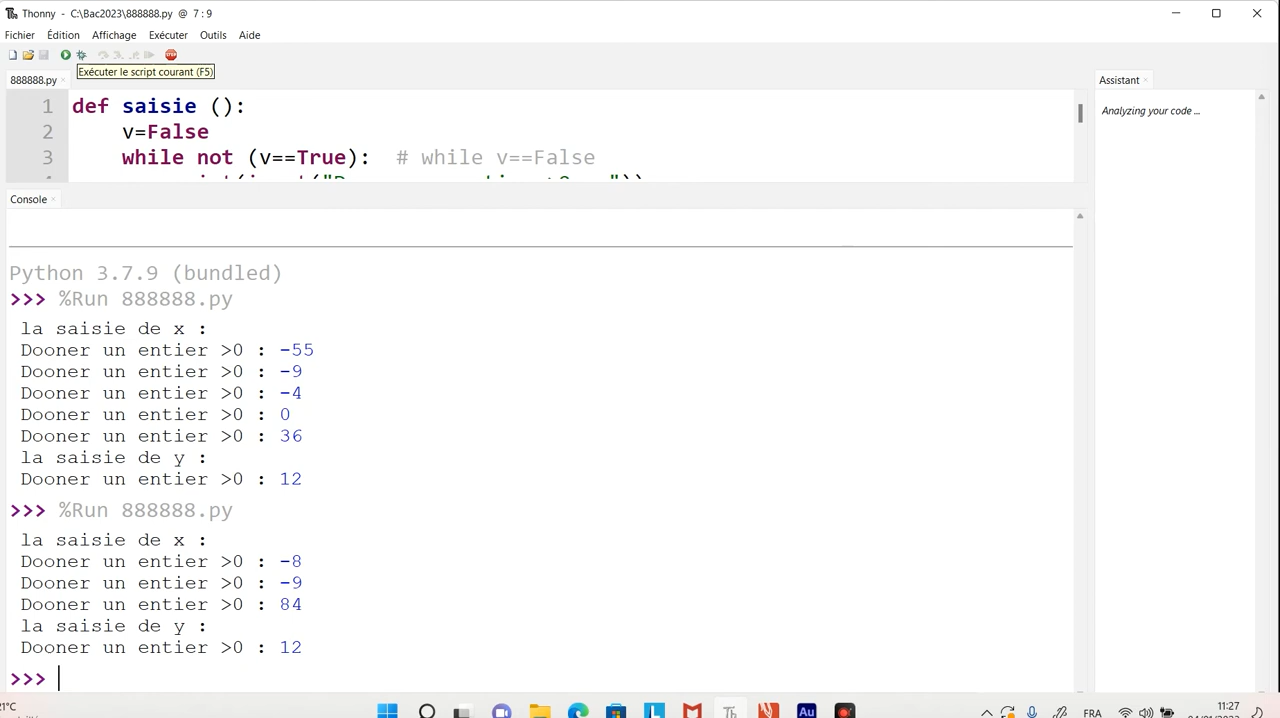 Thonny - C:\Bac2023\888888.py @ 7 : 9
Fichier Édition Affichage Exécuter Outils Aide
STOP
Exécuter le script courant (F5)
888888.py
Assistant
1 def saisie ():
2 v=False
3 while not (v==True): # while v==False
Analyzing your code ...
Console
Python 3.7.9 (bundled)
>>> %Run 888888.py
la saisie de x :
Dooner un entier >0 : -55
Dooner un entier >0 : -9
Dooner un entier >0 : -4
Dooner un entier >0 : 0
Dooner un entier >0 : 36
la saisie de y :
Dooner un entier >0 : 12
>>> %Run 888888.py
la saisie de x :
Dooner un entier >0 : -8
Dooner un entier >0 : -9
Dooner un entier >0 : 84
la saisie de y :
Dooner un entier >0 : 12
>>>
21°C
Th
Au
FRA
11:27